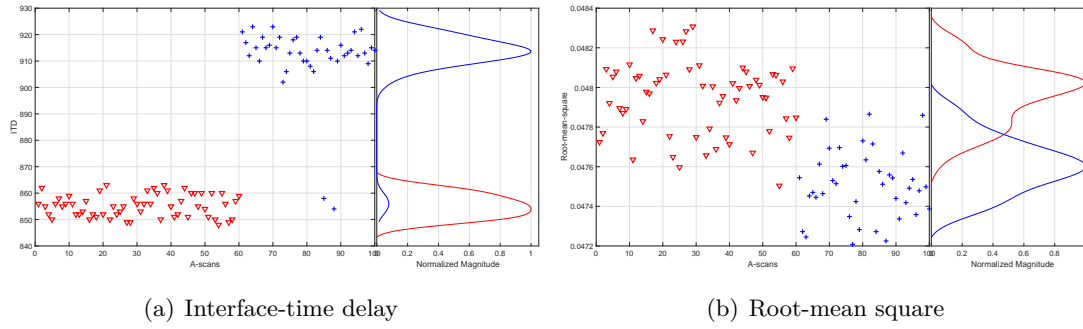 930
920
910
900
890
880
870
860
850
840
ITD
0 10 20 30 40 50 60 70 80 90 100
A-scans
0.2 0.4 0.6 0.8 1
Normalized Magnitude
(a) Interface-time delay
0.0484
0.0482
0.048
0.0478
0.0476
0.0474
0.0472
Root-mean-square
0 10 20 30 40 50 60 70 80 90
A-scans
0.2 0.4 0.6 0.8
Normalized Magnitude
(b) Root-mean square